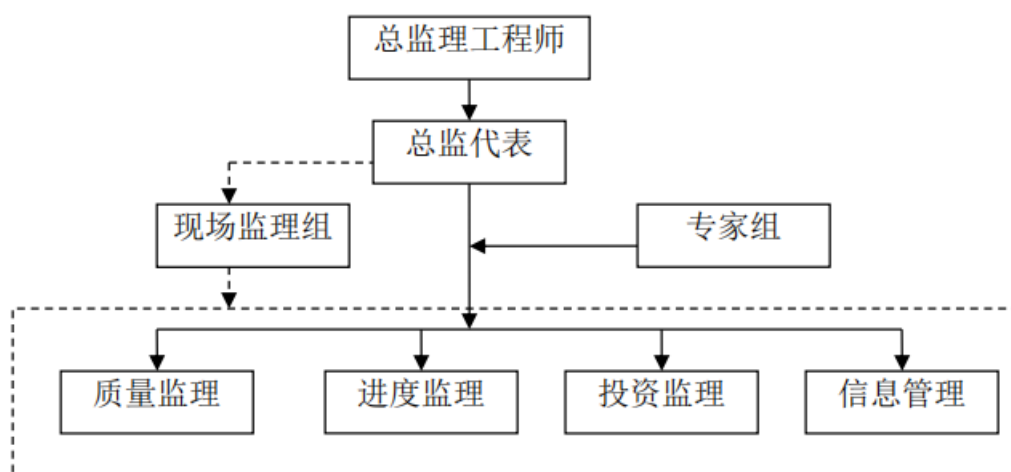 总监理工程师
总监代表
现场监理组
专家组
质量监理
进度监理
投资监理
信息管理